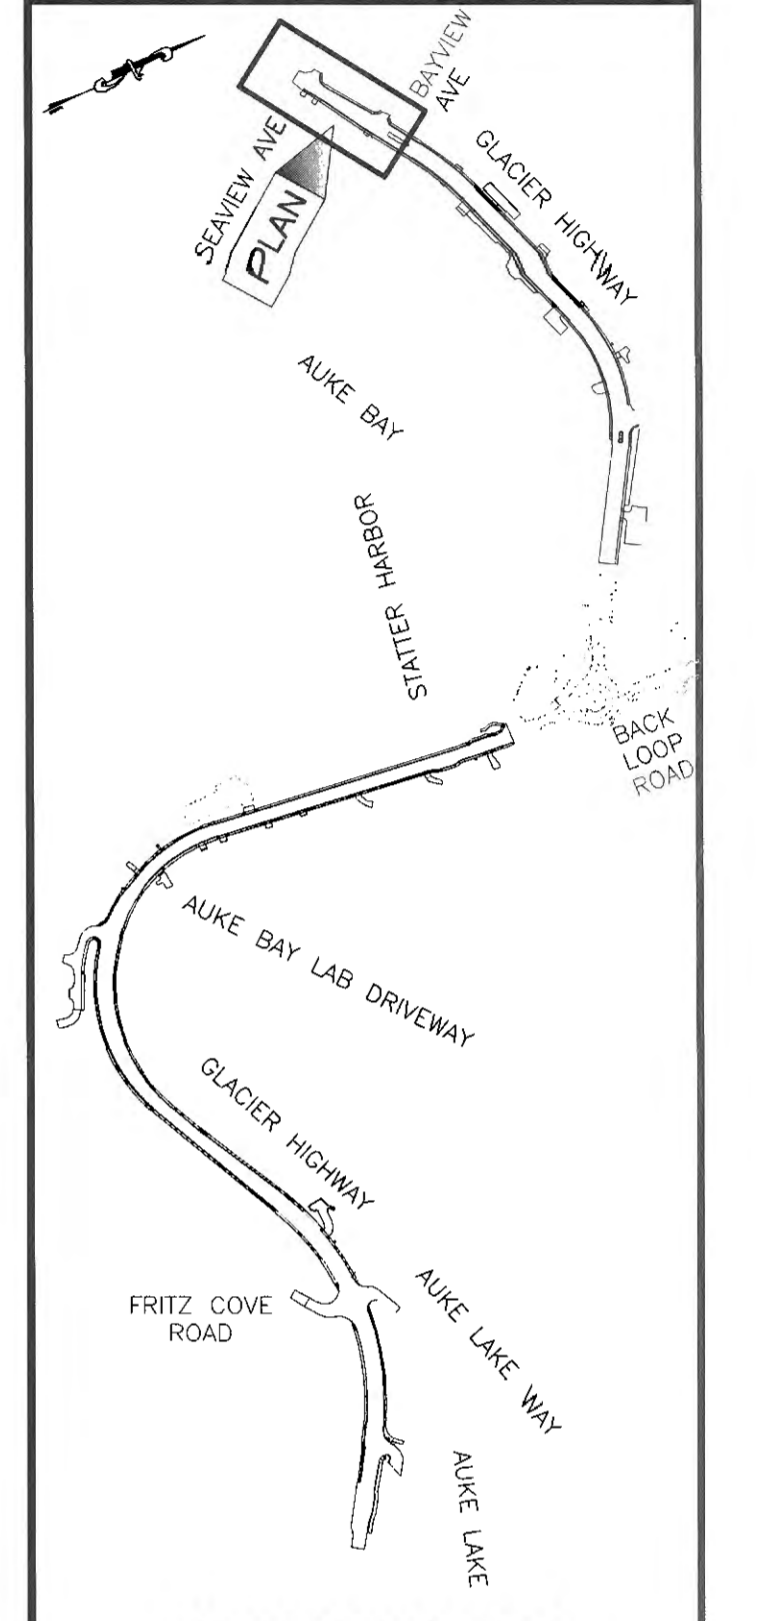 BAYVIEW
AVE
SEAVIEW AVE
PLAN
GLACIER HIGHWAY
AUKE BAY
STATTER HARBOR
BACK
LOOP
ROAD
AUKE BAY LAB DRIVEWAY
GLACIER HIGHWAY
FRITZ COVE
ROAD
AUKE LAKE WAY
AUKE LAKE